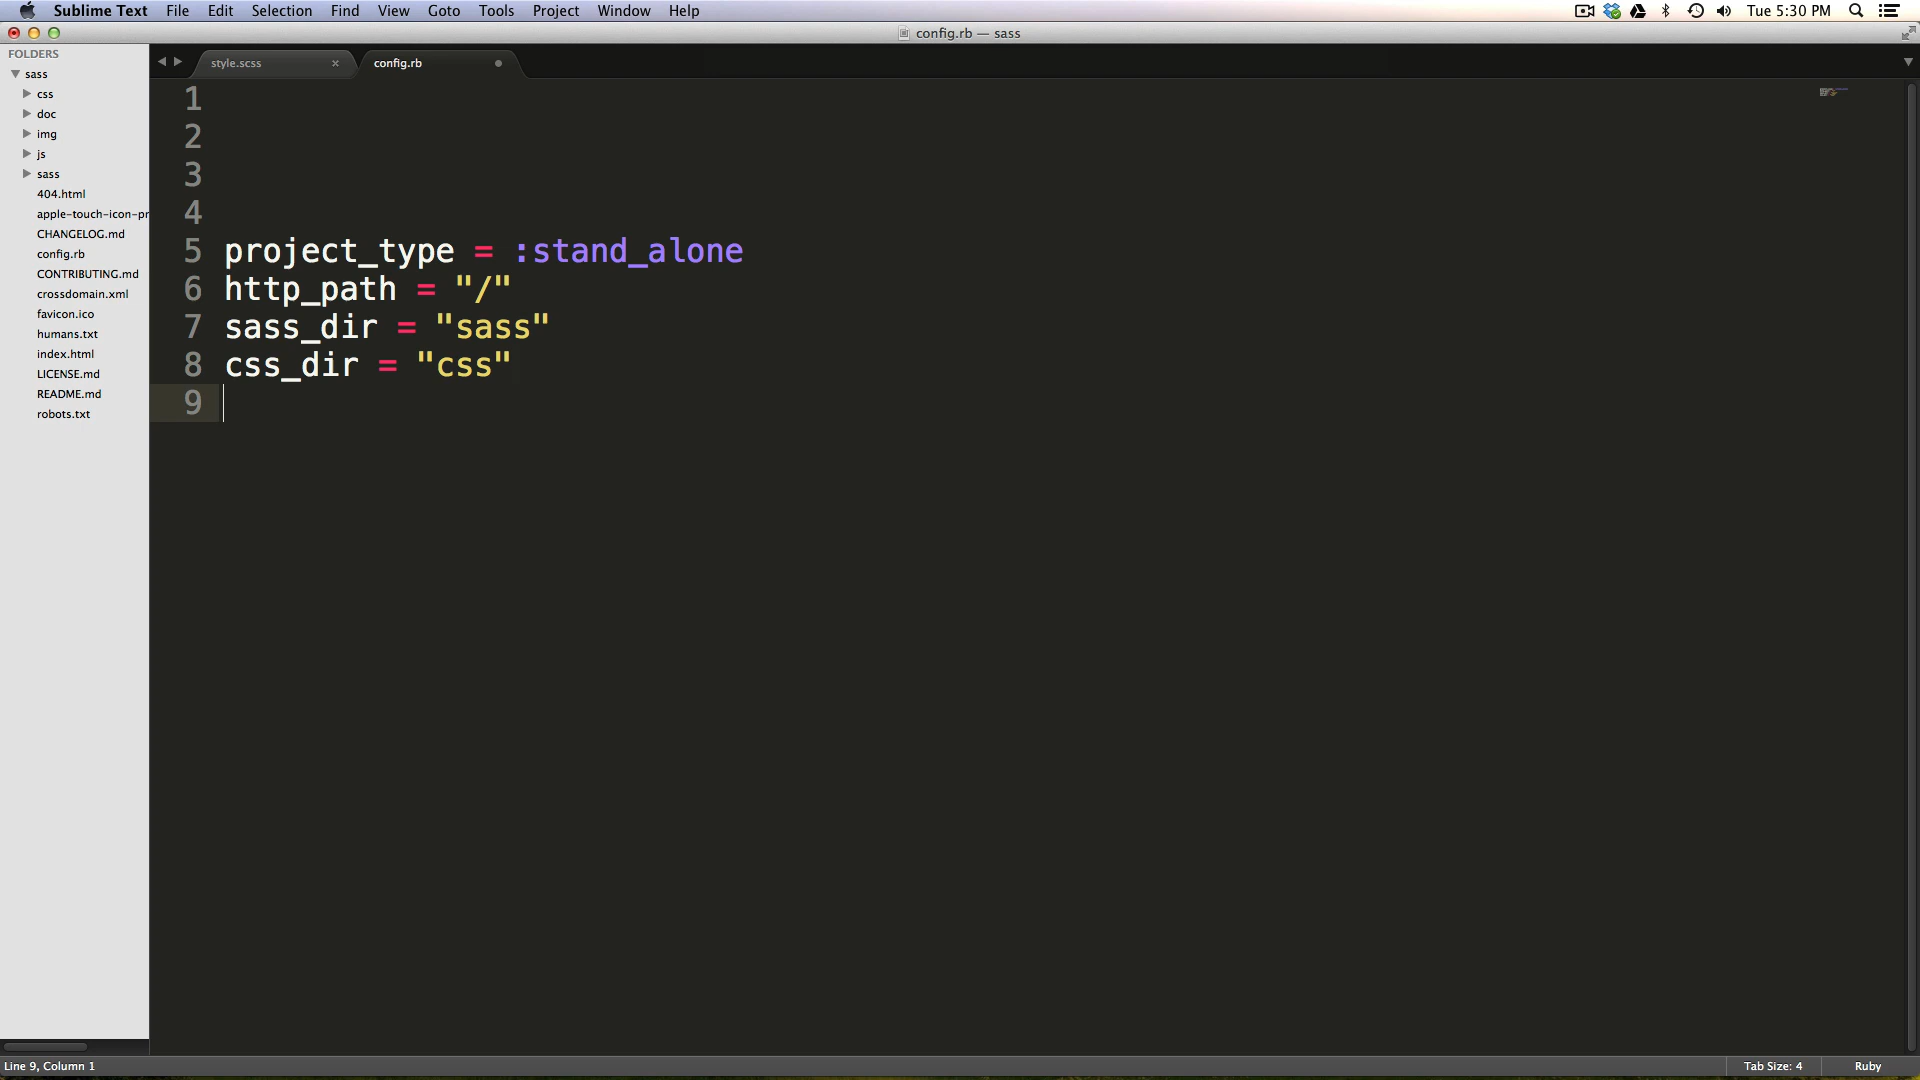 Sublime Text File Edit Selection Find View Goto Tools Project Window Help Tue 5:30 PM
config.rb — sass
FOLDERS
sass
css
doc
img
js
sass
404.html
apple-touch-icon-pr
CHANGELOG.md
config.rb
CONTRIBUTING.md
crossdomain.xml
favicon.ico
humans.txt
index.html
LICENSE.md
README.md
robots.txt
style.scss × config.rb
1
2
3
4
5 project_type = :stand_alone
6 http_path = "/"
7 sass_dir = "sass"
8 css_dir = "css"
9
Line 9, Column 1 Tab Size: 4 Ruby